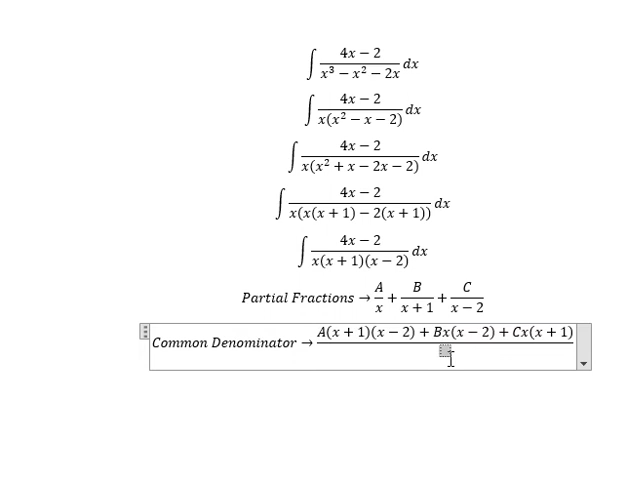 ∫ (4x − 2)/(x³ − x² − 2x) dx
∫ (4x − 2)/(x(x² − x − 2)) dx
∫ (4x − 2)/(x(x² + x − 2x − 2)) dx
∫ (4x − 2)/(x(x(x + 1) − 2(x + 1))) dx
∫ (4x − 2)/(x(x + 1)(x − 2)) dx
Partial Fractions → A/x + B/(x + 1) + C/(x − 2)
Common Denominator → A(x + 1)(x − 2) + Bx(x − 2) + Cx(x + 1)